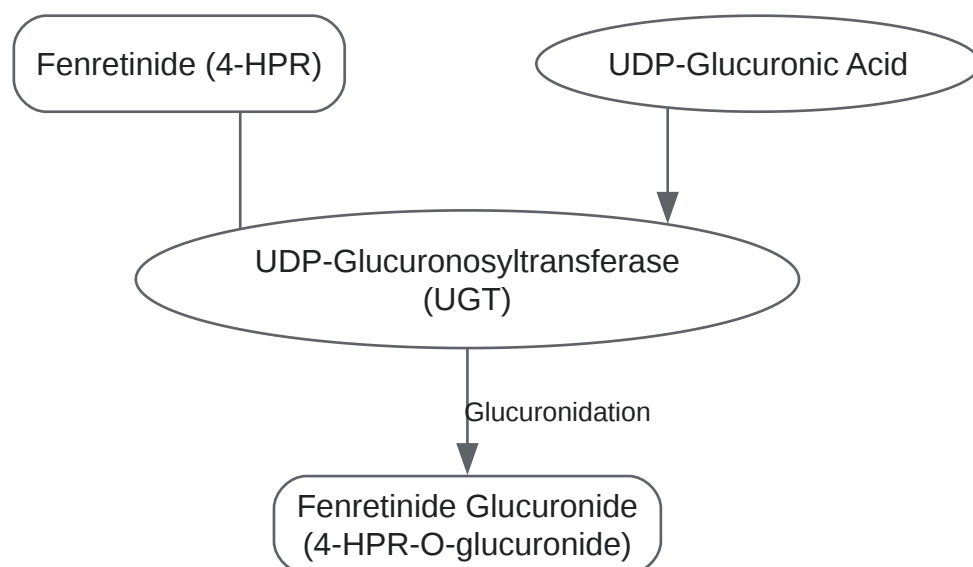 Fenretinide (4-HPR)
UDP-Glucuronic Acid
UDP-Glucuronosyltransferase
(UGT)
Glucuronidation
Fenretinide Glucuronide
(4-HPR-O-glucuronide)